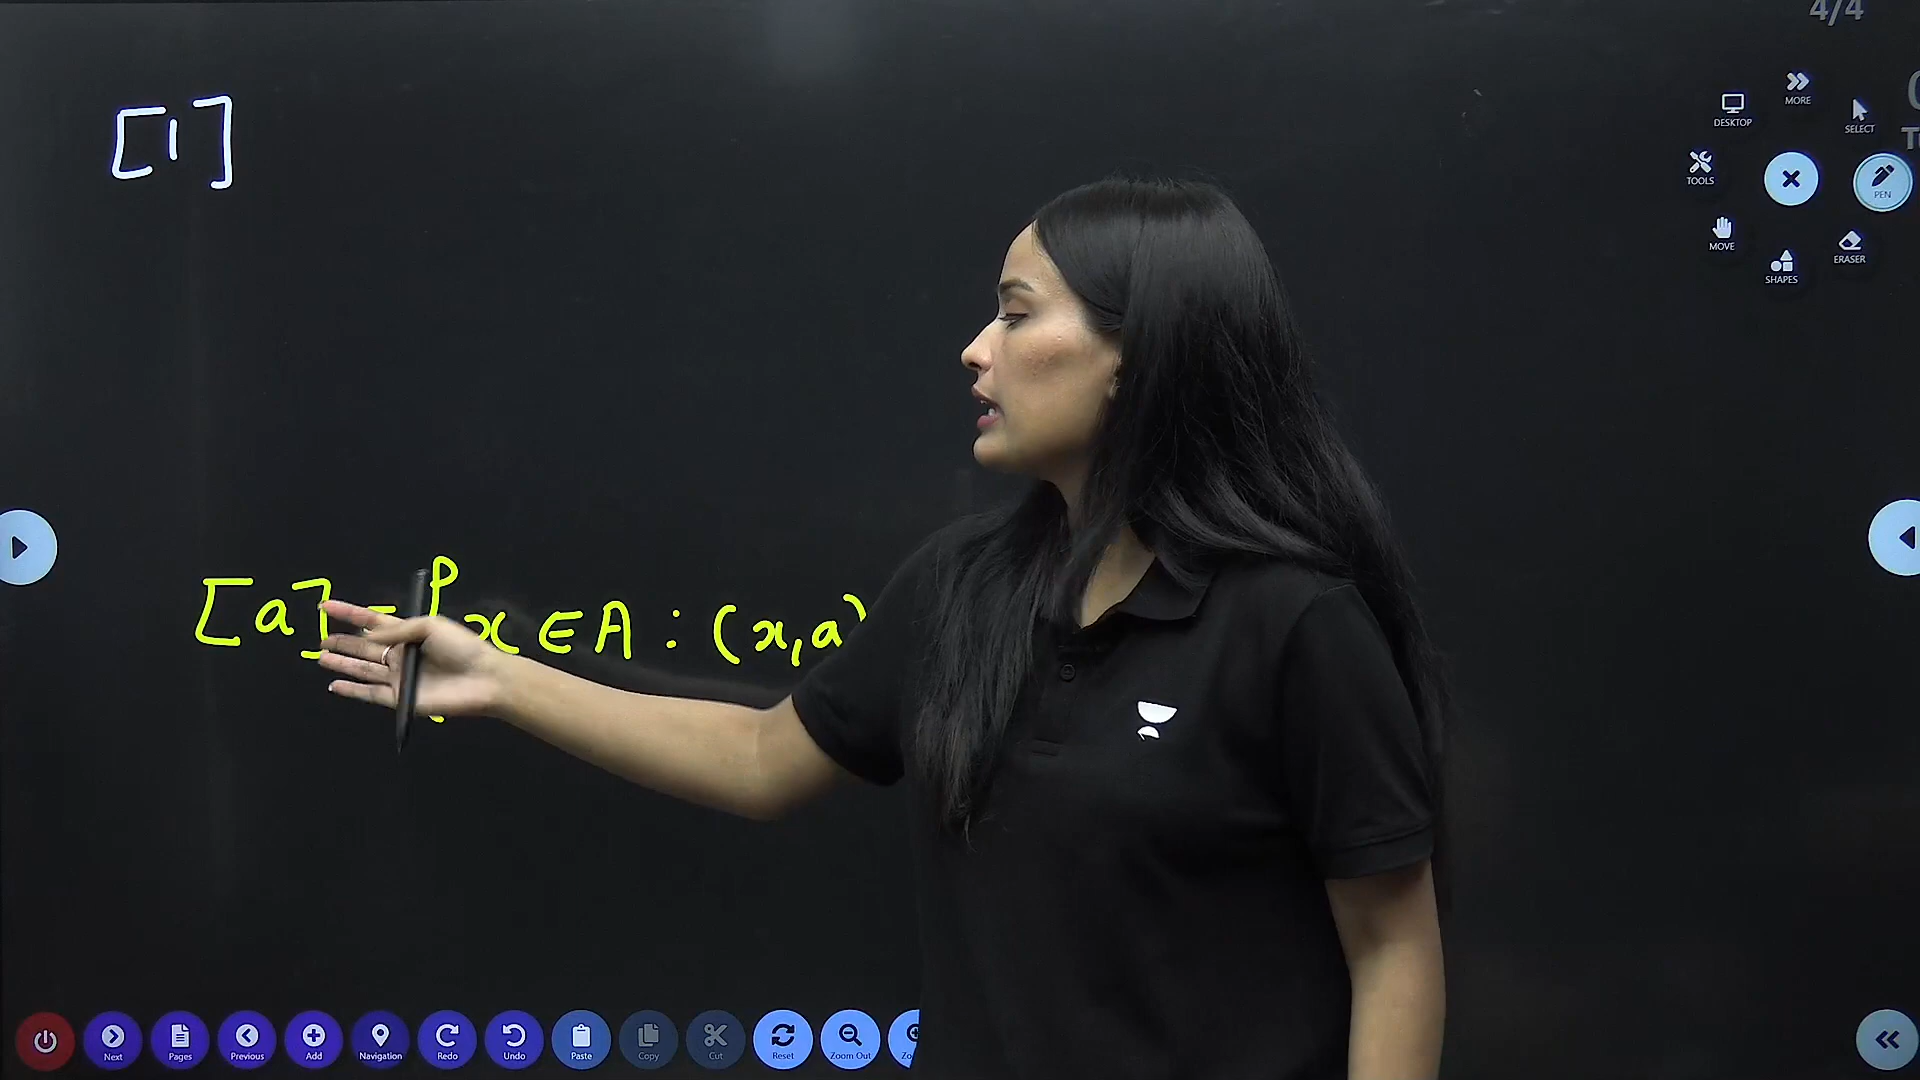 4/4
[1]
MORE
DESKTOP
SELECT
TOOLS
PEN
MOVE
ERASER
SHAPES
[a] = { x ∈ A : (x,a)
Next
Pages
Previous
Add
Navigation
Redo
Undo
Paste
Copy
Cut
Reset
Zoom Out